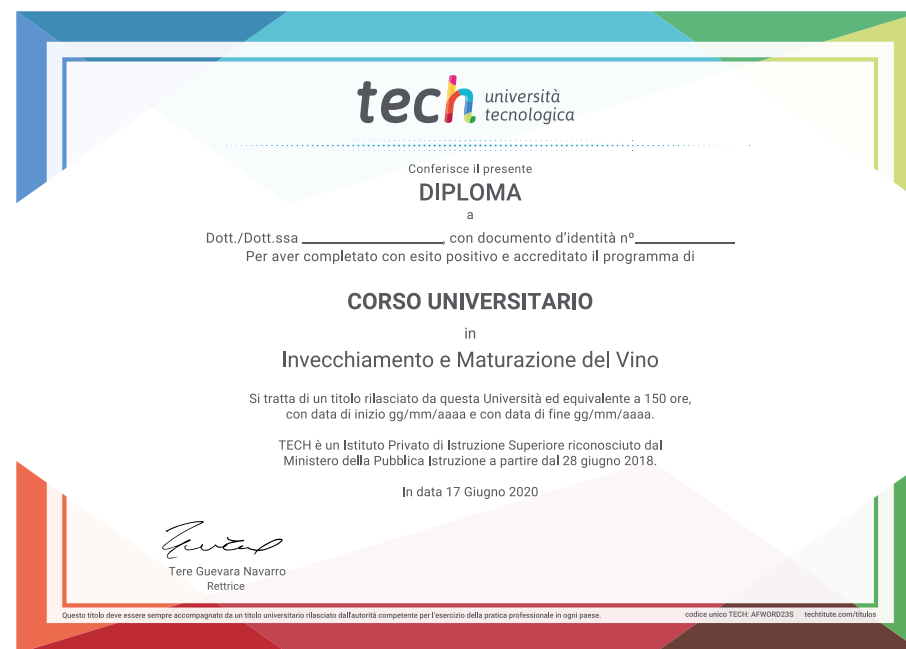 tech università
tecnologica
Conferisce il presente
DIPLOMA
a
Dott./Dott.ssa ____________________, con documento d'identità nº______________
Per aver completato con esito positivo e accreditato il programma di
CORSO UNIVERSITARIO
in
Invecchiamento e Maturazione del Vino
Si tratta di un titolo rilasciato da questa Università ed equivalente a 150 ore,
con data di inizio gg/mm/aaaa e con data di fine gg/mm/aaaa.
TECH è un Istituto Privato di Istruzione Superiore riconosciuto dal
Ministero della Pubblica Istruzione a partire dal 28 giugno 2018.
In data 17 Giugno 2020
Tere Guevara Navarro
Rettrice
Questo titolo deve essere sempre accompagnato da un titolo universitario rilasciato dall'autorità competente per l'esercizio della pratica professionale in ogni paese.
codice unico TECH: AFWORD23S techtitute.com/títulos